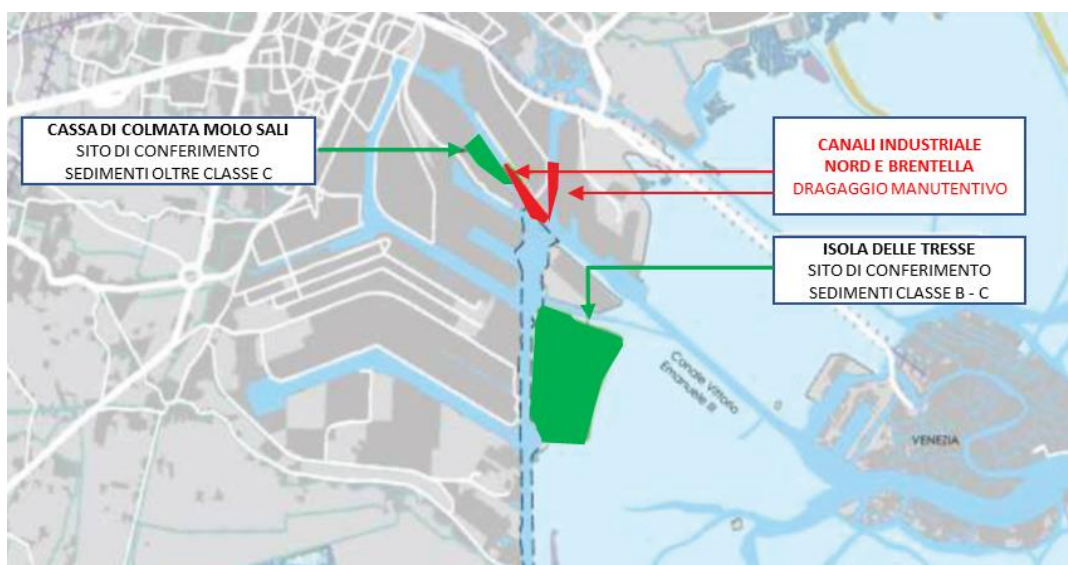 CASSA DI COLMATA MOLO SALI
SITO DI CONFERIMENTO
SEDIMENTI OLTRE CLASSE C
CANALI INDUSTRIALE
NORD E BRENTELLA
DRAGAGGIO MANUTENTIVO
ISOLA DELLE TRESSE
SITO DI CONFERIMENTO
SEDIMENTI CLASSE B - C
Canale Vittorio
Emanuele III
VENEZIA